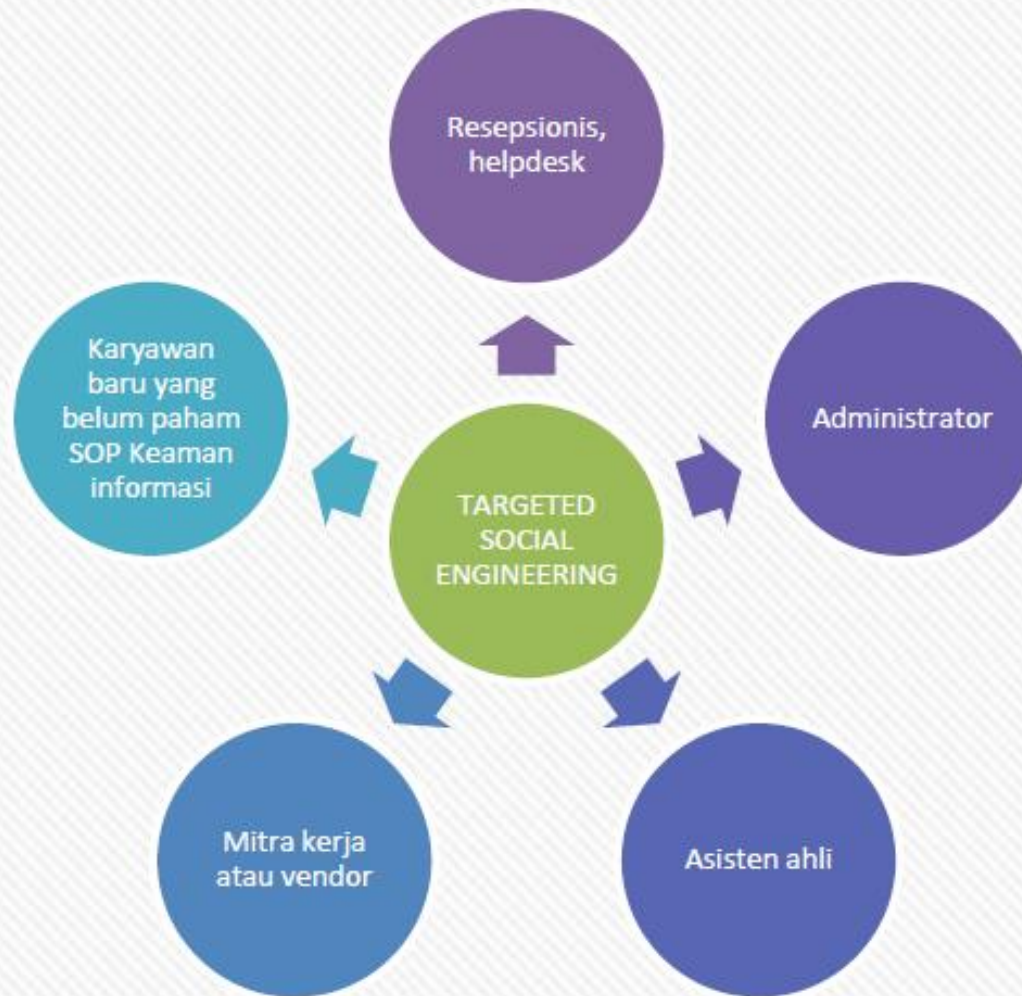 Resepsionis,
helpdesk
Karyawan
baru yang
belum paham
SOP Keaman
informasi
Administrator
TARGETED
SOCIAL
ENGINEERING
Mitra kerja
atau vendor
Asisten ahli